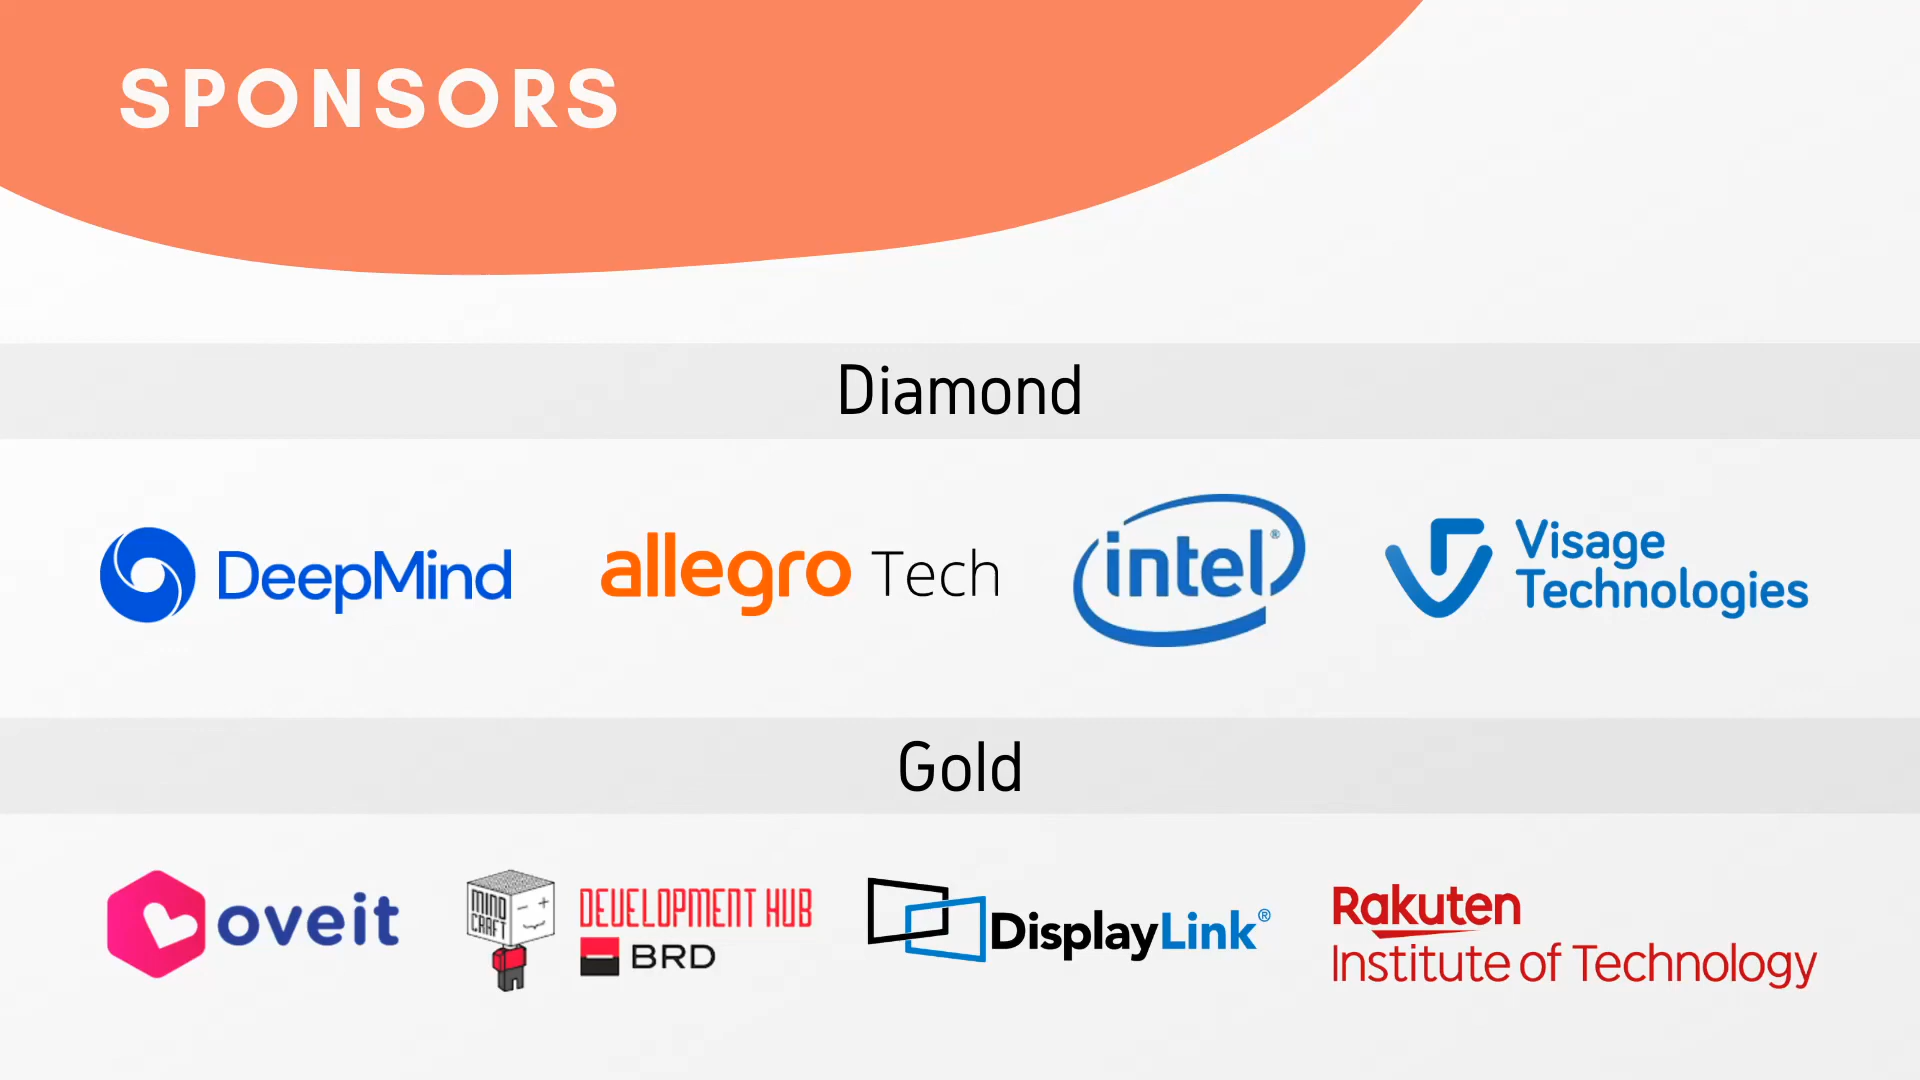 SPONSORS
Diamond
DeepMind
allegro Tech
intel®
Visage
Technologies
Gold
oveit
MIND
CRAFT
DEVELOPMENT HUB
BRD
DisplayLink®
Rakuten
Institute of Technology